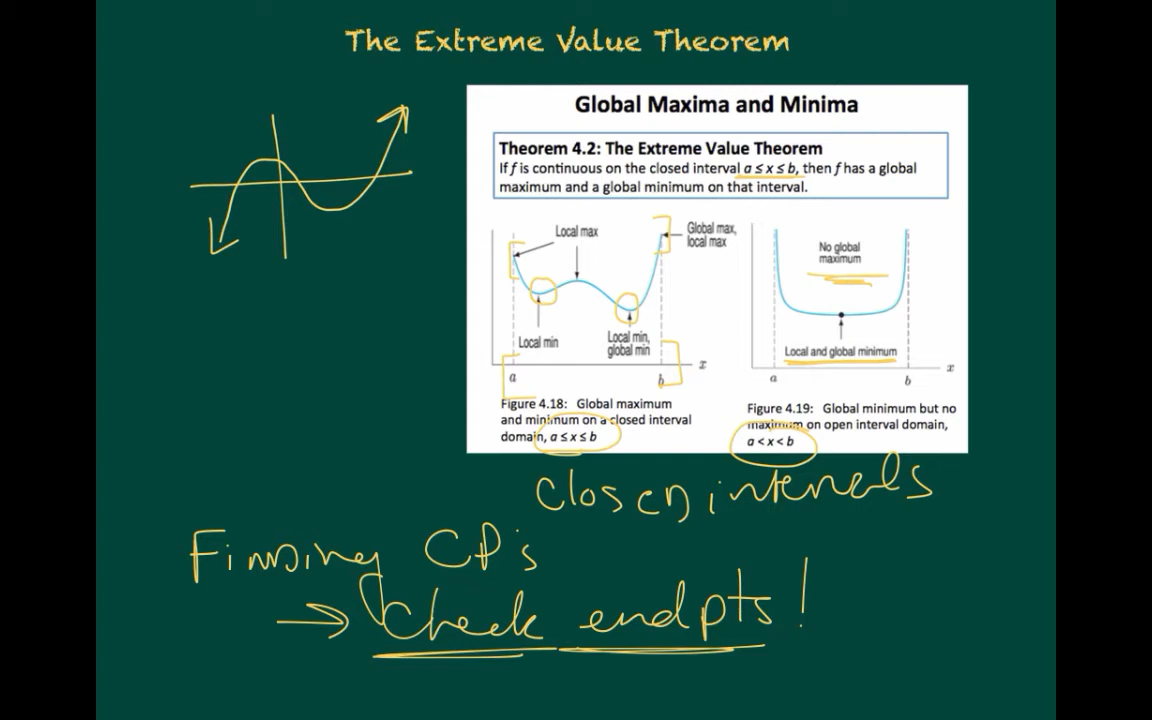 The Extreme Value Theorem
Global Maxima and Minima
Theorem 4.2: The Extreme Value Theorem
If f is continuous on the closed interval a ≤ x ≤ b, then f has a global
maximum and a global minimum on that interval.
Local max
Global max,
local max
Local min
Local min,
global min
a
b
x
Figure 4.18: Global maximum
and minimum on a closed interval
domain, a ≤ x ≤ b
No global
maximum
Local and global minimum
a
b
x
Figure 4.19: Global minimum but no
maximum on open interval domain,
a < x < b
closed intervals
Finding CP's
→ check endpts!